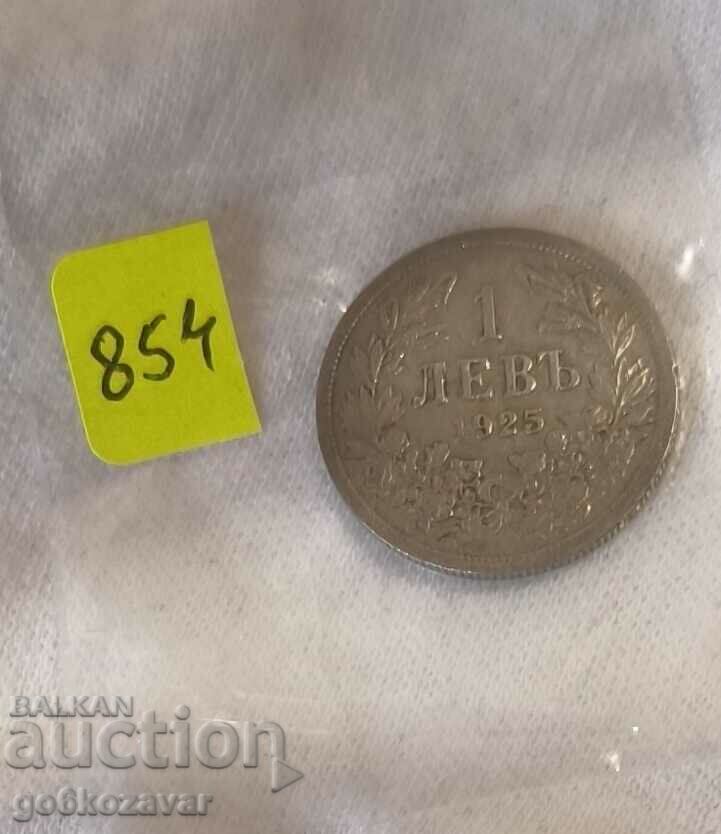 854
1
ЛЕВЪ
1925
BALKAN
auction
go6kozavar